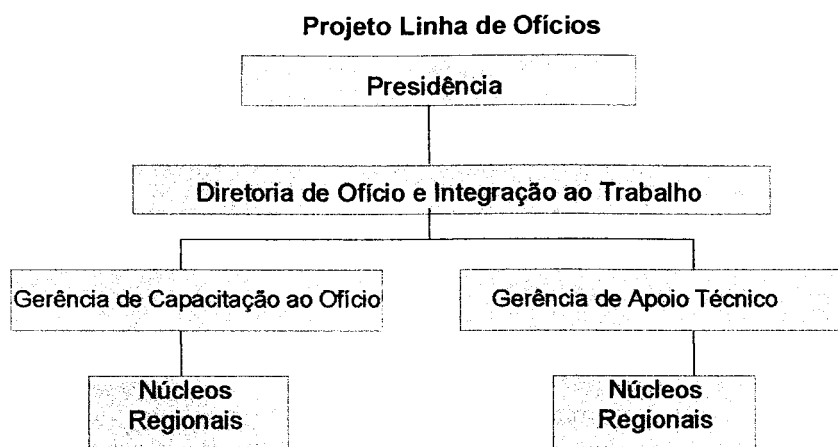 Projeto Linha de Ofícios
Presidência
Diretoria de Ofício e Integração ao Trabalho
Gerência de Capacitação ao Ofício
Gerência de Apoio Técnico
Núcleos
Regionais
Núcleos
Regionais